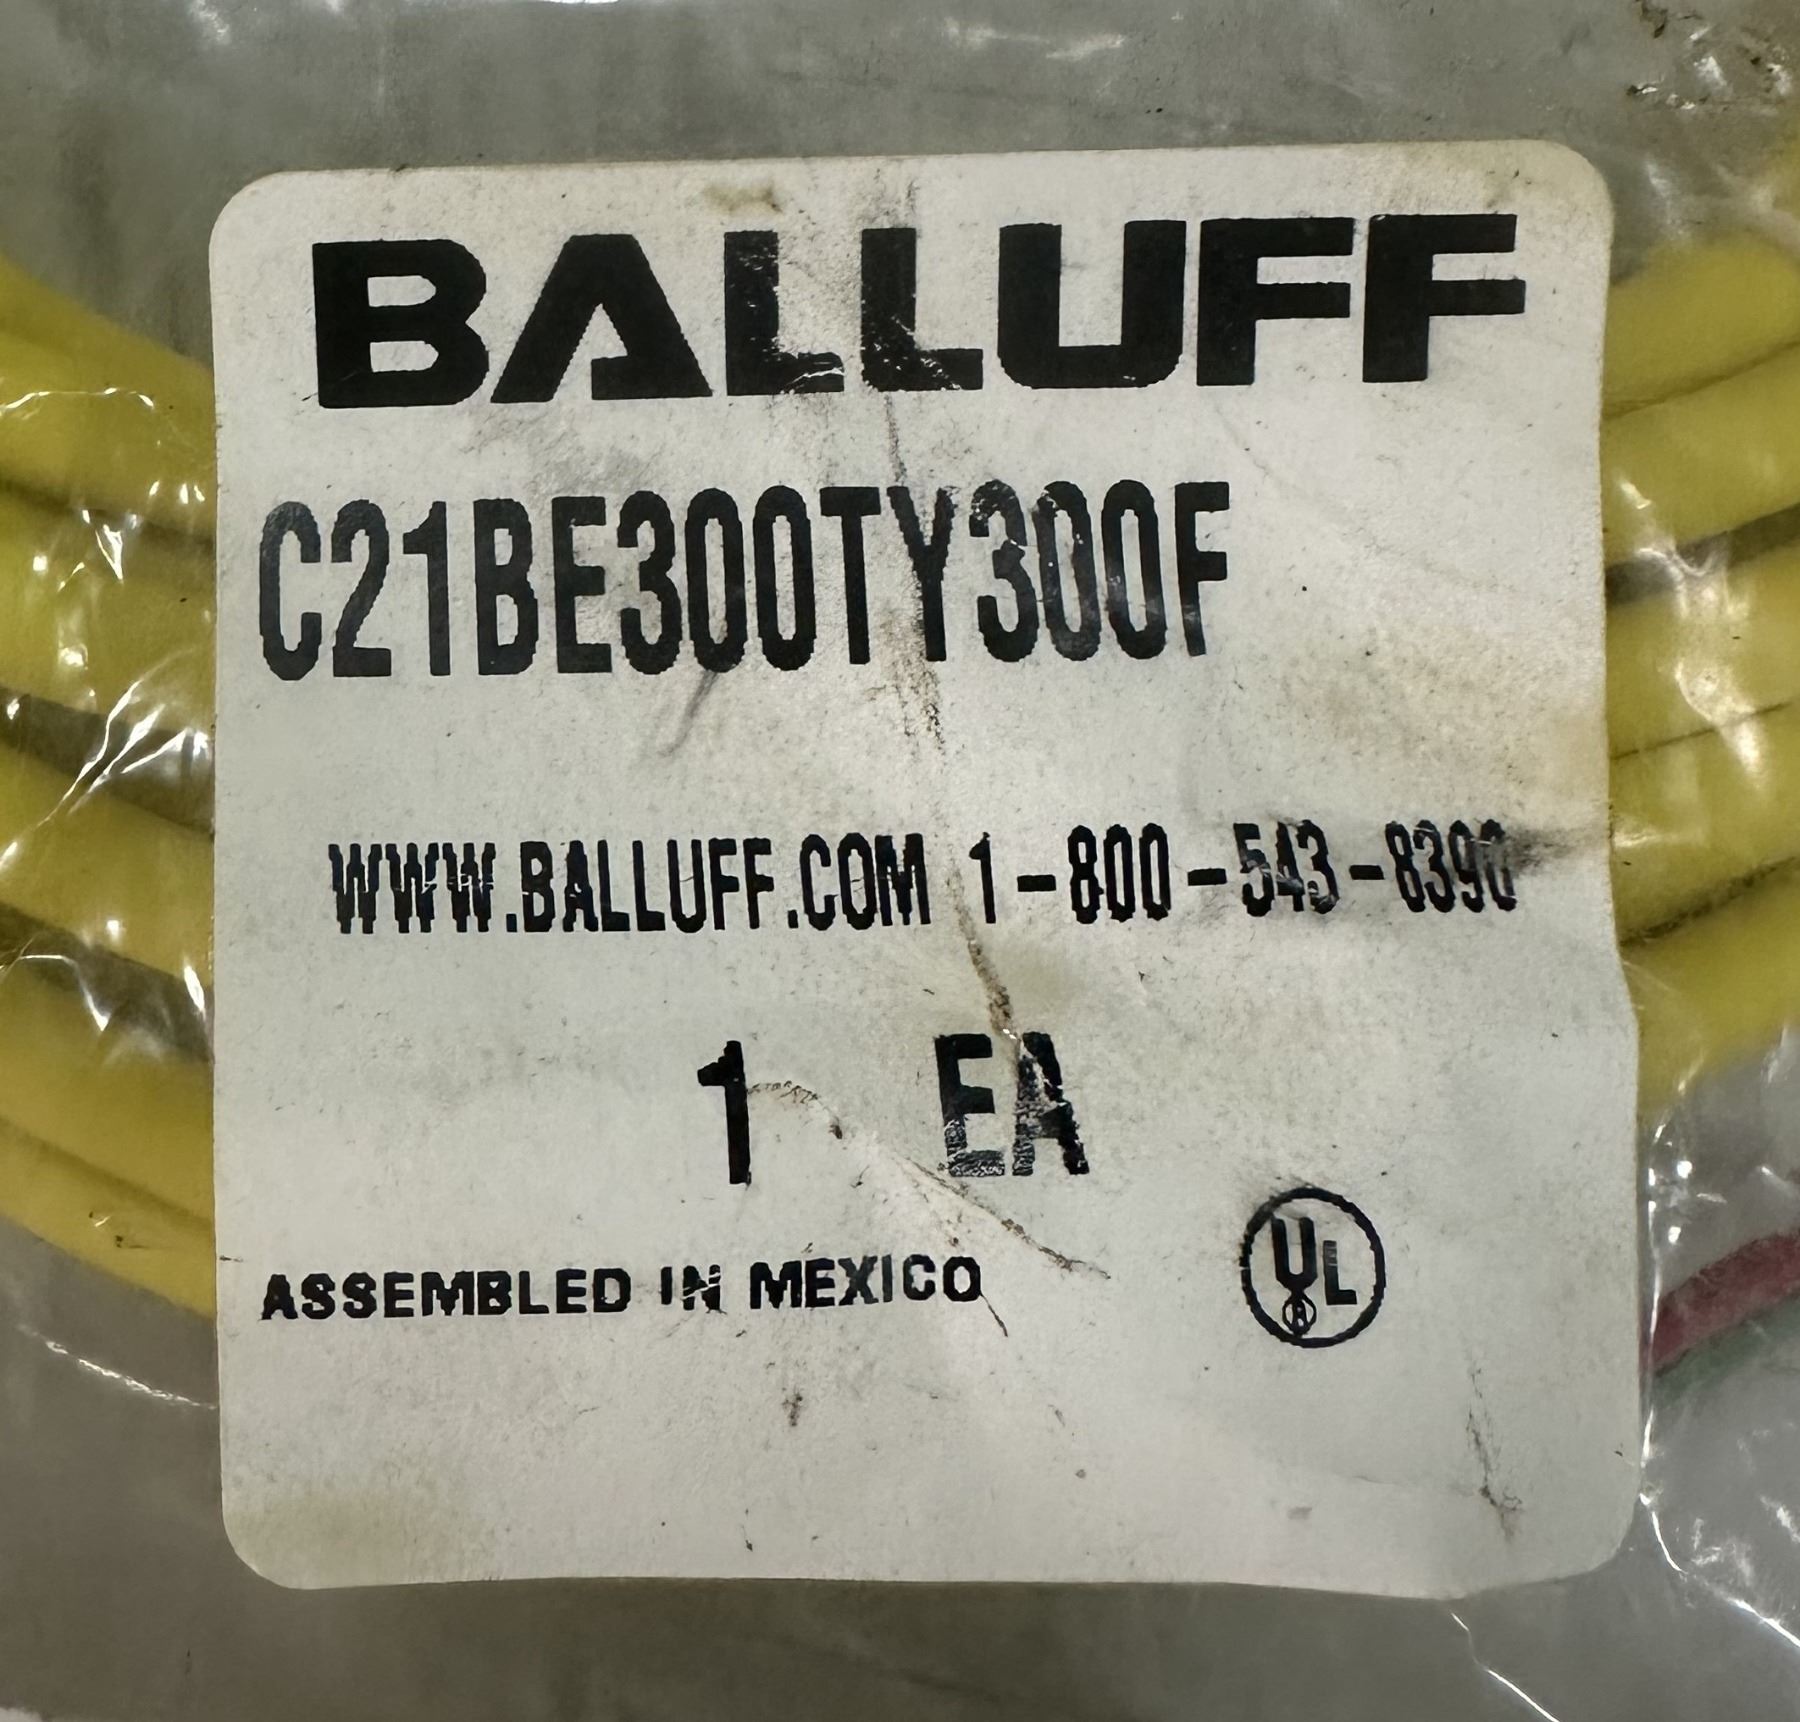 BALLUFF
C21BE300TY300F
WWW.BALLUFF.COM 1-800-543-8390
1 EA
ASSEMBLED IN MEXICO
UL
R